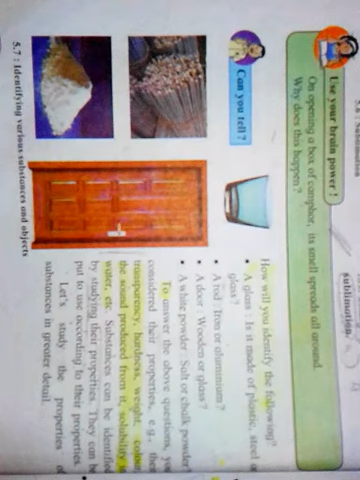 5.6 : Sublimation
sublimation.
Use your brain power !
On opening a box of camphor, its smell spreads all around.
Why does this happen?
Can you tell ?
How will you identify the following?
• A glass : Is it made of plastic, steel or
glass?
• A rod : Iron or aluminium?
• A door : Wooden or glass?
• A white powder : Salt or chalk powder?
To answer the above questions, you
considered their properties, e.g., their
transparency, hardness, weight, colour
the sound produced from it, solubility in
water, etc. Substances can be identified
by studying their properties. They can be
put to use according to their properties.
Let's study the properties of
substances in greater detail.
5.7 : Identifying various substances and objects